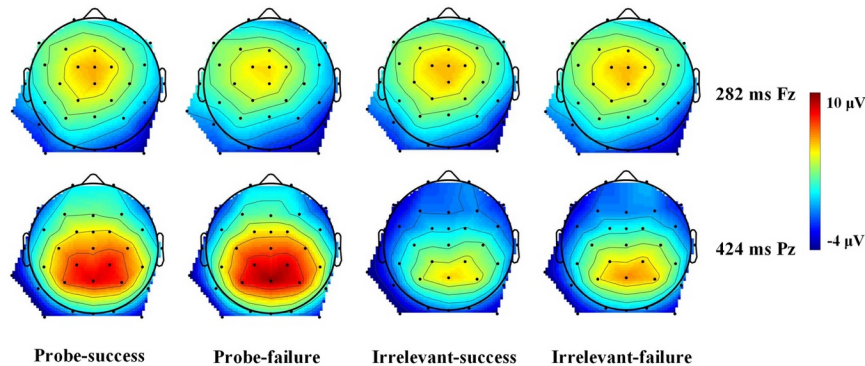 282 ms Fz
10 μV
424 ms Pz
-4 μV
Probe-success Probe-failure Irrelevant-success Irrelevant-failure